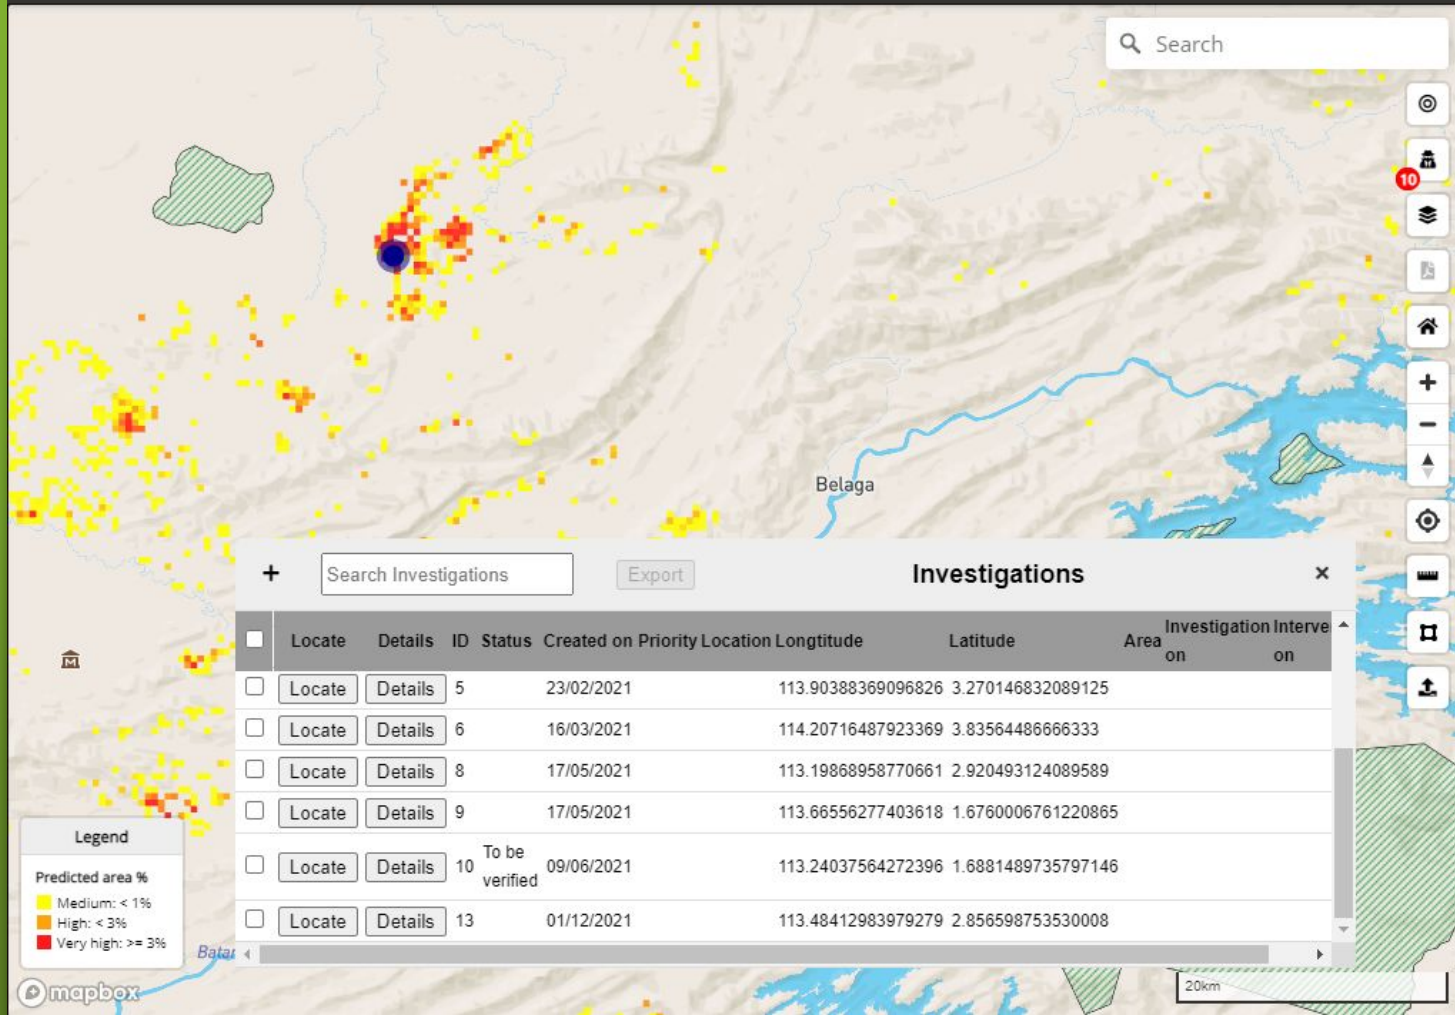 Search
10
Belaga
+
Search Investigations
Export
Investigations
×
Locate Details ID Status Created on Priority Location Longtitude Latitude Area Investigation on Interve on
Locate Details 5 23/02/2021 113.90388369096826 3.270146832089125
Locate Details 6 16/03/2021 114.20716487923369 3.83564486666333
Locate Details 8 17/05/2021 113.19868958770661 2.920493124089589
Locate Details 9 17/05/2021 113.66556277403618 1.6760006761220865
Locate Details 10 To be verified 09/06/2021 113.24037564272396 1.6881489735797146
Locate Details 13 01/12/2021 113.48412983979279 2.856598753530008
Legend
Predicted area %
Medium: < 1%
High: < 3%
Very high: >= 3%
Batar
mapbox
20km